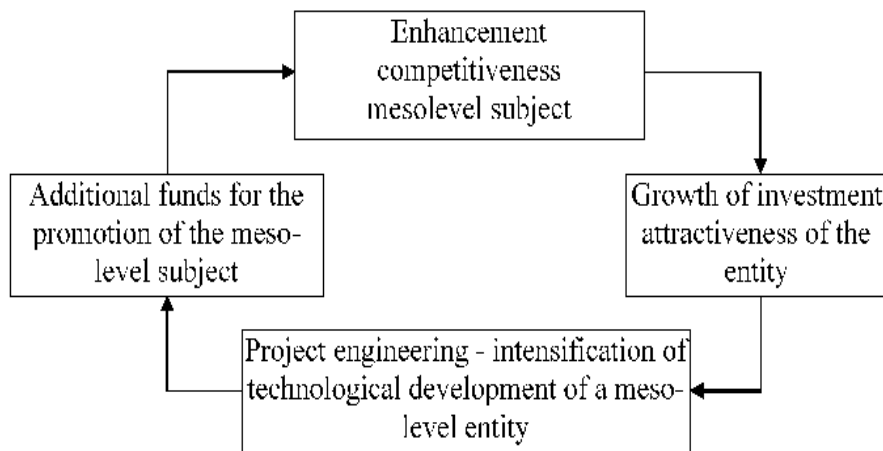 Enhancement
competitiveness
mesolevel subject
Additional funds for the
promotion of the meso-
level subject
Growth of investment
attractiveness of the
entity
Project engineering - intensification of
technological development of a meso-
level entity